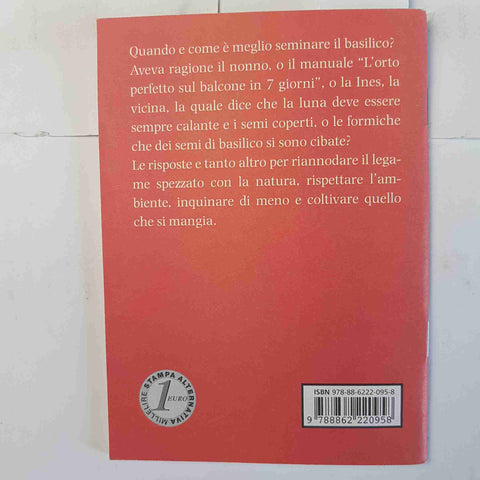 Quando e come è meglio seminare il basilico?
Aveva ragione il nonno, o il manuale “L'orto
perfetto sul balcone in 7 giorni”, o la Ines, la
vicina, la quale dice che la luna deve essere
sempre calante e i semi coperti, o le formiche
che dei semi di basilico si sono cibate?
Le risposte e tanto altro per riannodare il lega-
me spezzato con la natura, rispettare l'am-
biente, inquinare di meno e coltivare quello
che si mangia.
STAMPA ALTERNATIVA
MILLELIRE
1 EURO
ISBN 978-88-6222-095-8
9 788862 220958